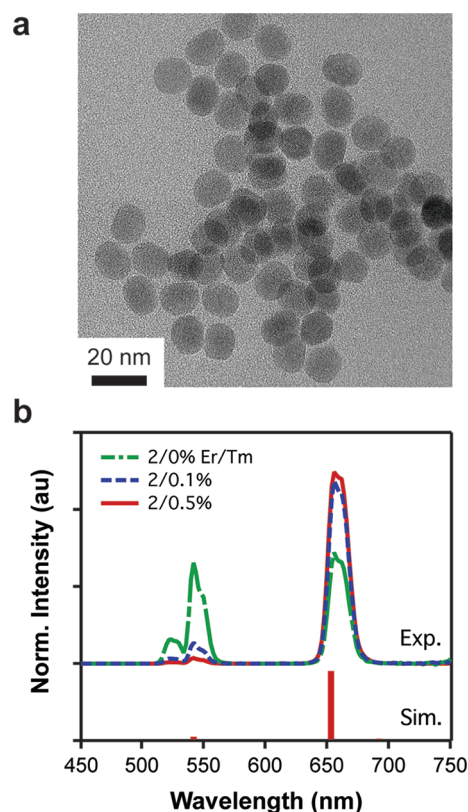 a
20 nm
b
2/0% Er/Tm
2/0.1%
2/0.5%
Norm. Intensity (au)
Exp.
Sim.
450 500 550 600 650 700 750
Wavelength (nm)